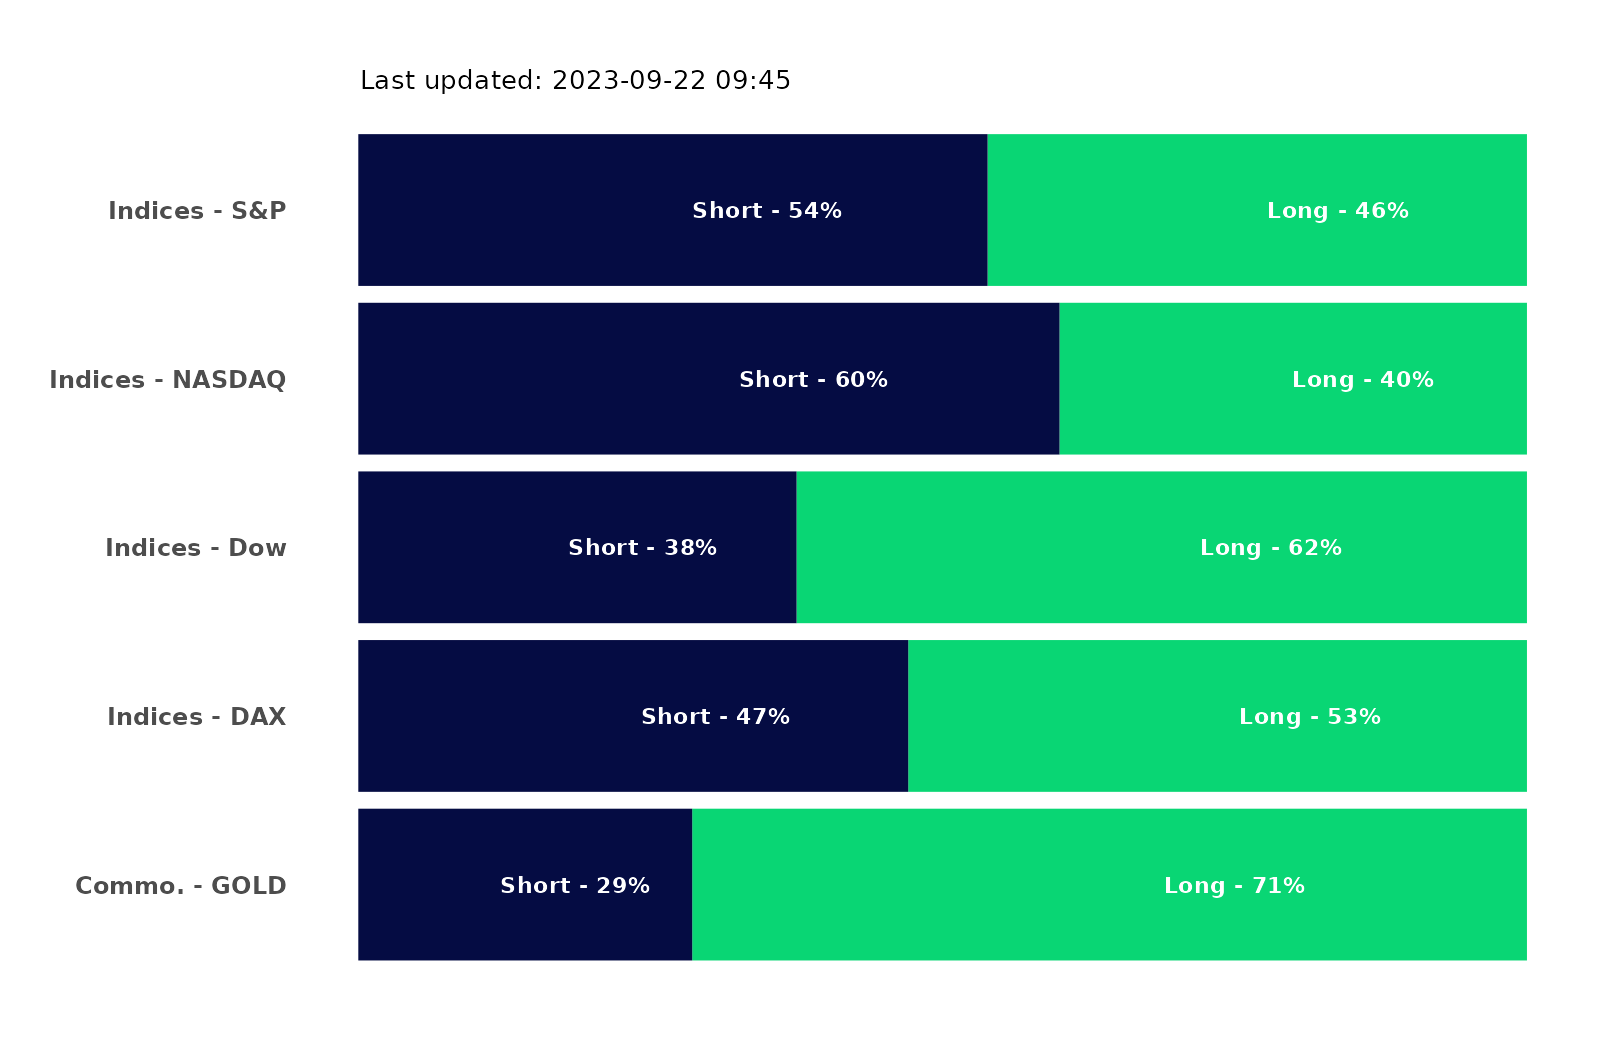 Last updated: 2023-09-22 09:45
Indices - S&P Short - 54% Long - 46%
Indices - NASDAQ Short - 60% Long - 40%
Indices - Dow Short - 38% Long - 62%
Indices - DAX Short - 47% Long - 53%
Commo. - GOLD Short - 29% Long - 71%